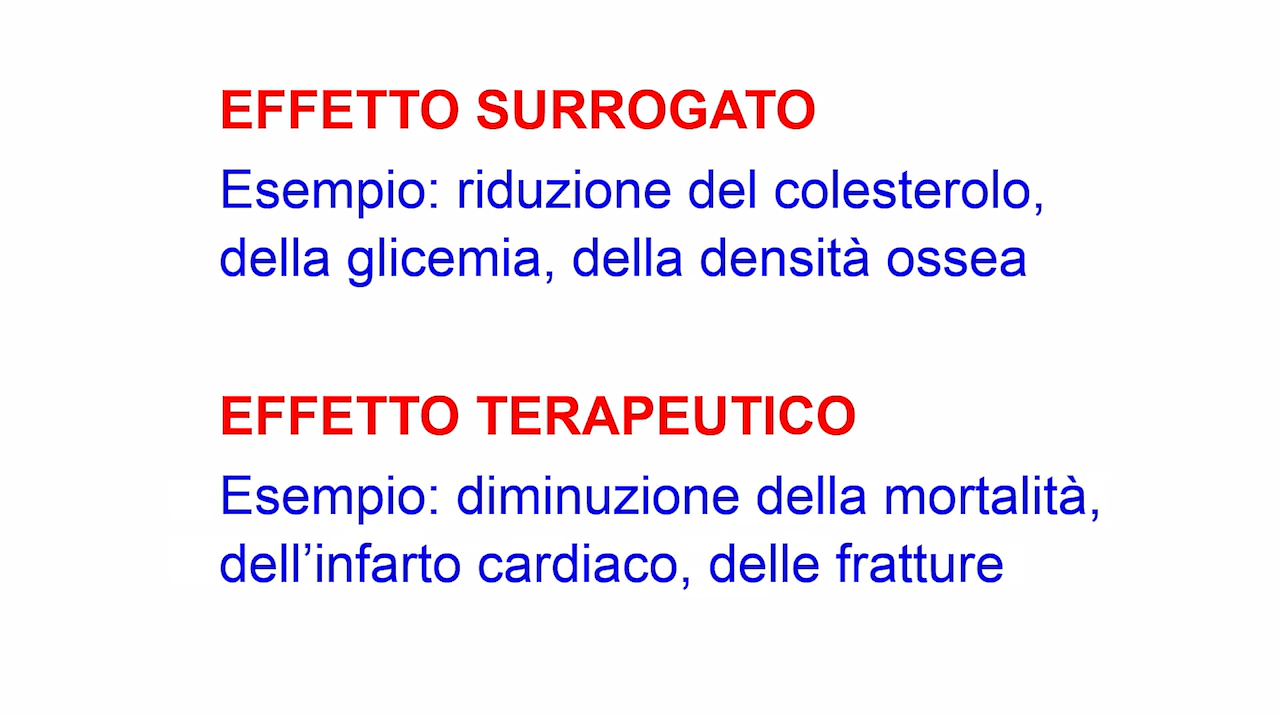 EFFETTO SURROGATO
Esempio: riduzione del colesterolo,
della glicemia, della densità ossea
EFFETTO TERAPEUTICO
Esempio: diminuzione della mortalità,
dell’infarto cardiaco, delle fratture